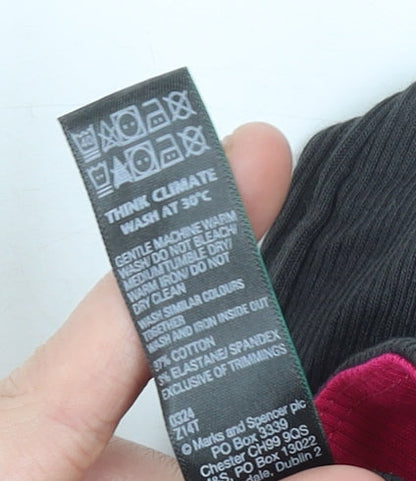 40
THINK CLIMATE
WASH AT 30°C
GENTLE MACHINE WARM
WASH/ DO NOT BLEACH/
MEDIUM TUMBLE DRY/
WARM IRON/ DO NOT
DRY CLEAN
WASH SIMILAR COLOURS
TOGETHER
WASH AND IRON INSIDE OUT
97% COTTON
3% ELASTANE/ SPANDEX
EXCLUSIVE OF TRIMMINGS
0324
Z14T
© Marks and Spencer plc
PO Box 3339
Chester CH99 9QS
M.S, PO Box 13022
Dublin 2